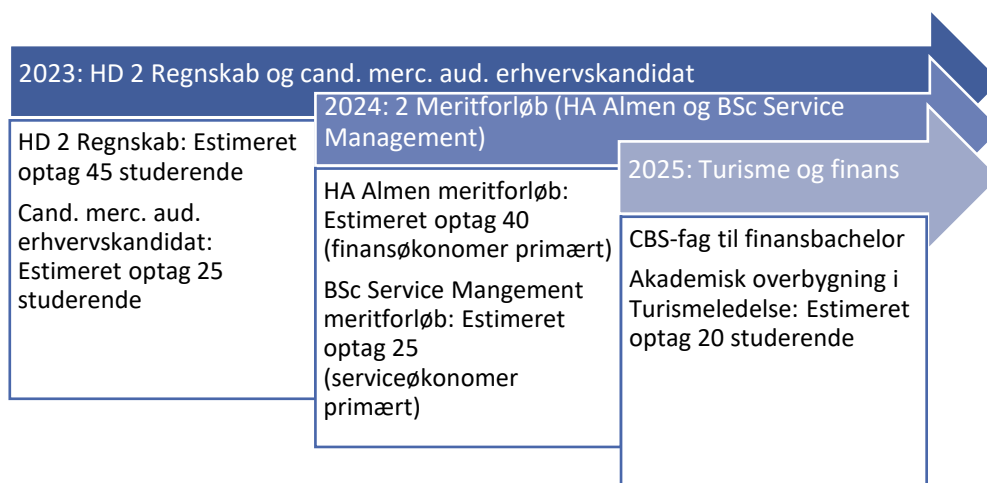 2023: HD 2 Regnskab og cand. merc. aud. erhvervskandidat
HD 2 Regnskab: Estimeret
optag 45 studerende
Cand. merc. aud.
erhvervskandidat:
Estimeret optag 25
studerende
2024: 2 Meritforløb (HA Almen og BSc Service
Management)
HA Almen meritforløb:
Estimeret optag 40
(finansøkonomer primært)
BSc Service Mangement
meritforløb: Estimeret
optag 25
(serviceøkonomer
primært)
2025: Turisme og finans
CBS-fag til finansbachelor
Akademisk overbygning i
Turismeledelse: Estimeret
optag 20 studerende